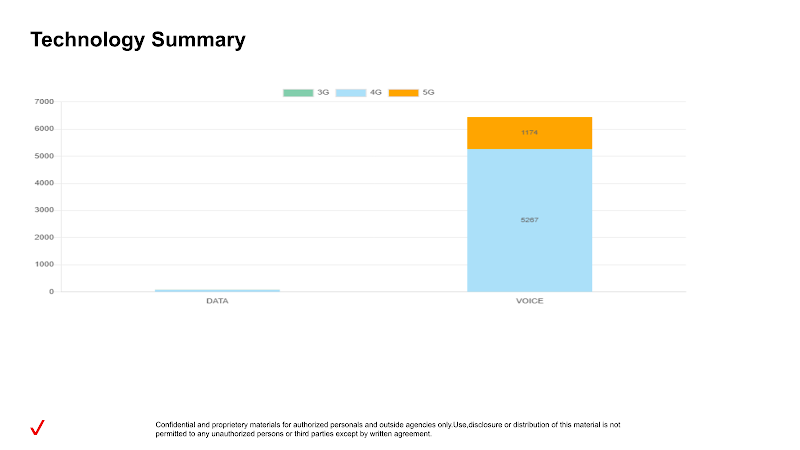 Technology Summary
3G 4G 5G
7000
6000
5000
4000
3000
2000
1000
0
1174
5267
DATA VOICE
Confidential and proprietery materials for authorized personals and outside agencies only.Use,disclosure or distribution of this material is not
permitted to any unauthorized persons or third parties except by written agreement.